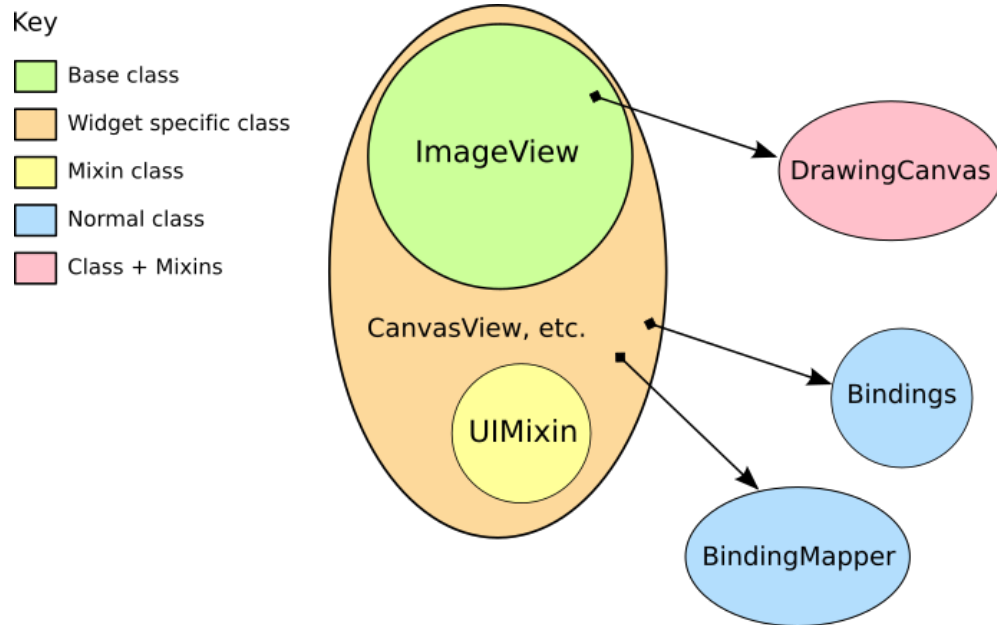 Key
Base class
Widget specific class
Mixin class
Normal class
Class + Mixins
ImageView
DrawingCanvas
CanvasView, etc.
Bindings
UIMixin
BindingMapper